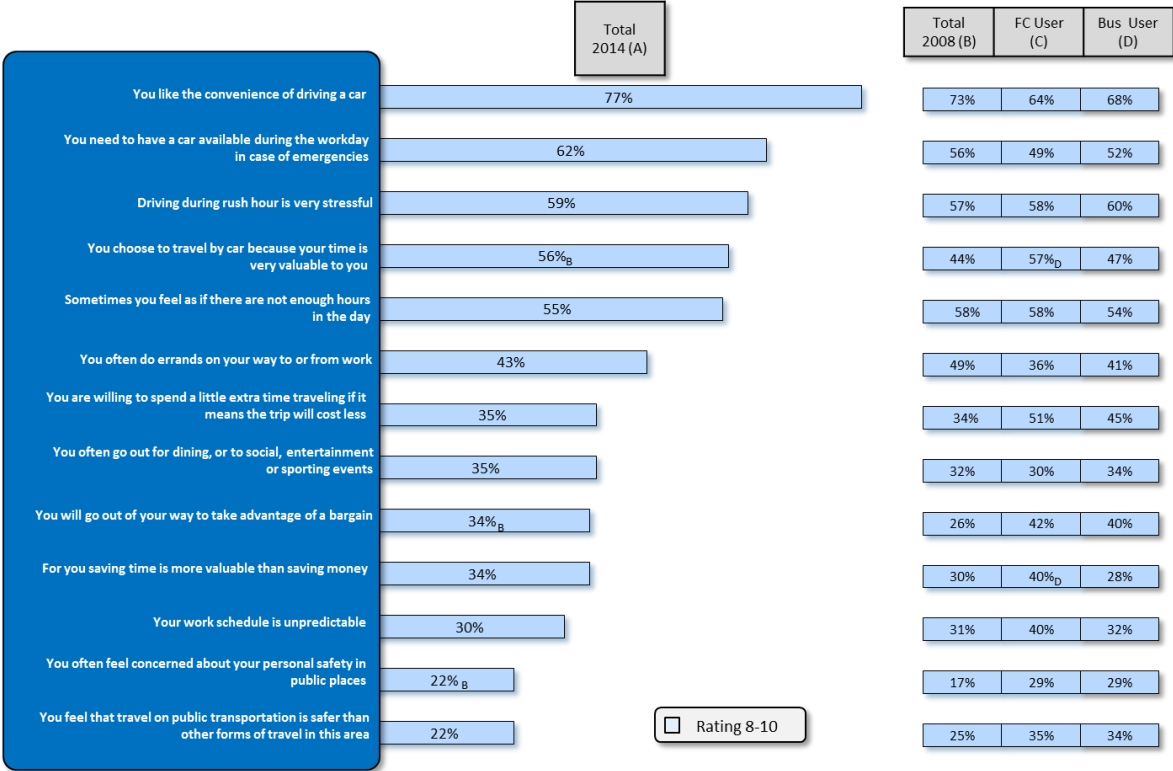 Total
2014 (A)
Total
2008 (B)
FC User
(C)
Bus User
(D)
You like the convenience of driving a car
77%
73%
64%
68%
You need to have a car available during the workday
in case of emergencies
62%
56%
49%
52%
Driving during rush hour is very stressful
59%
57%
58%
60%
You choose to travel by car because your time is
very valuable to you
56%B
44%
57%D
47%
Sometimes you feel as if there are not enough hours
in the day
55%
58%
58%
54%
You often do errands on your way to or from work
43%
49%
36%
41%
You are willing to spend a little extra time traveling if it
means the trip will cost less
35%
34%
51%
45%
You often go out for dining, or to social, entertainment
or sporting events
35%
32%
30%
34%
You will go out of your way to take advantage of a bargain
34%B
26%
42%
40%
For you saving time is more valuable than saving money
34%
30%
40%D
28%
Your work schedule is unpredictable
30%
31%
40%
32%
You often feel concerned about your personal safety in
public places
22% B
17%
29%
29%
You feel that travel on public transportation is safer than
other forms of travel in this area
22%
25%
35%
34%
Rating 8-10